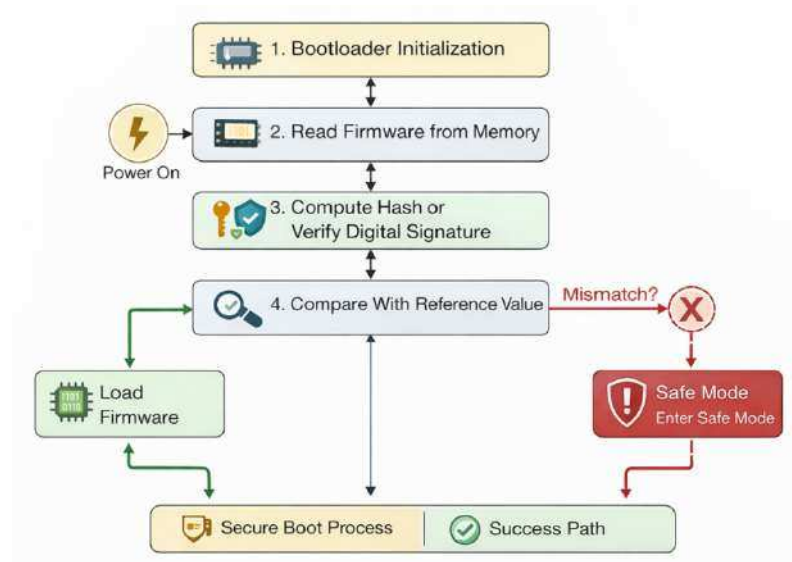 1. Bootloader Initialization
2. Read Firmware from Memory
Power On
3. Compute Hash or
Verify Digital Signature
4. Compare With Reference Value
Mismatch?
X
Load
Firmware
Safe Mode
Enter Safe Mode
Secure Boot Process
Success Path